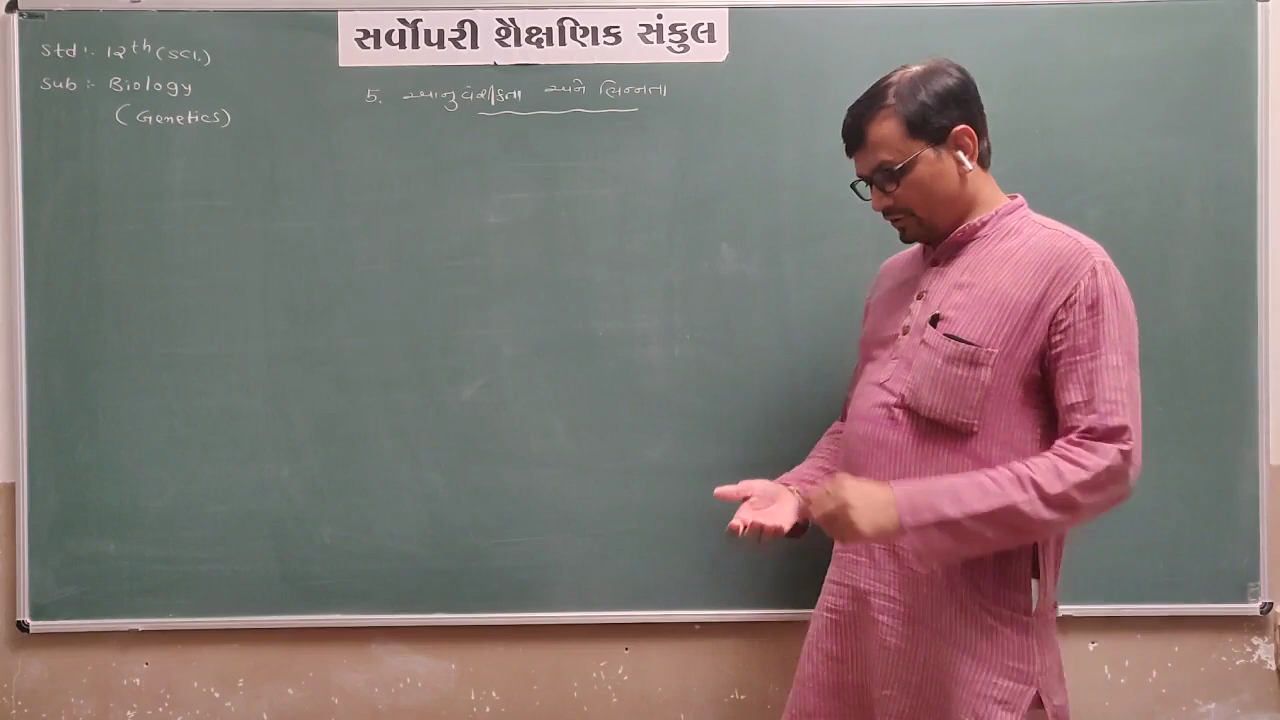 સર્વોપરી શૈક્ષણિક સંકુલ
Std :- 12th (Sci.)
Sub :- Biology
(Genetics)
5. આનુવંશિકતા અને ભિન્નતા